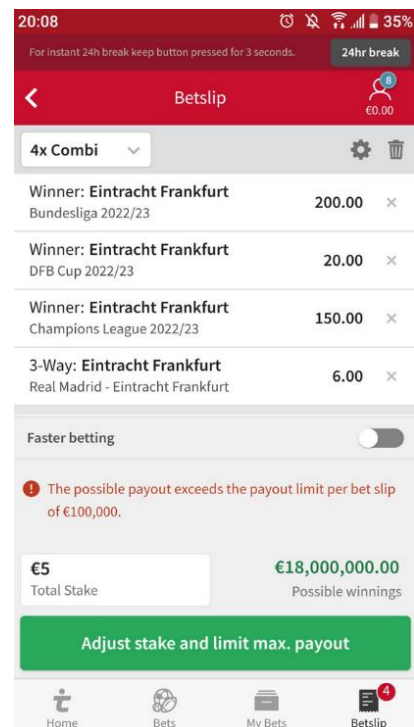 20:08
35%
For instant 24h break keep button pressed for 3 seconds.
24hr break
Betslip
8
€0.00
4x Combi
Winner: Eintracht Frankfurt
Bundesliga 2022/23
200.00
Winner: Eintracht Frankfurt
DFB Cup 2022/23
20.00
Winner: Eintracht Frankfurt
Champions League 2022/23
150.00
3-Way: Eintracht Frankfurt
Real Madrid - Eintracht Frankfurt
6.00
Faster betting
The possible payout exceeds the payout limit per bet slip
of €100,000.
€5
Total Stake
€18,000,000.00
Possible winnings
Adjust stake and limit max. payout
Home
Bets
My Bets
4
Betslip